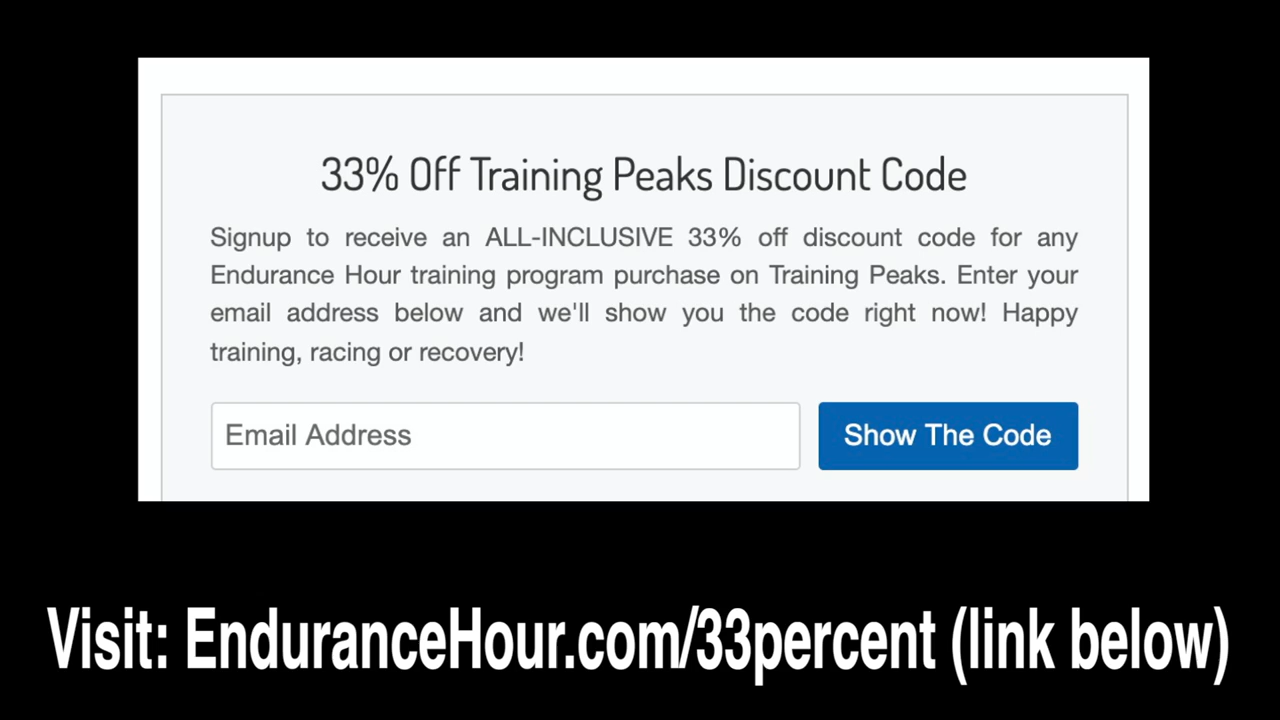 33% Off Training Peaks Discount Code
Signup to receive an ALL-INCLUSIVE 33% off discount code for any
Endurance Hour training program purchase on Training Peaks. Enter your
email address below and we'll show you the code right now! Happy
training, racing or recovery!
Email Address
Show The Code
Visit: EnduranceHour.com/33percent (link below)